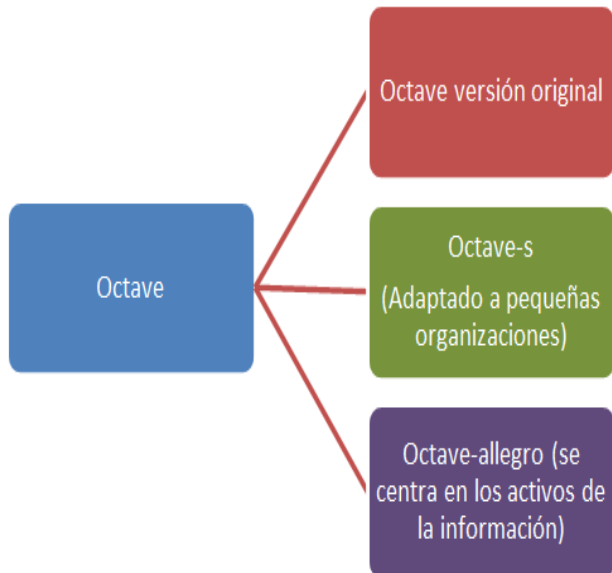 Octave
Octave versión original
Octave-s
(Adaptado a pequeñas
organizaciones)
Octave-allegro (se
centra en los activos de
la información)